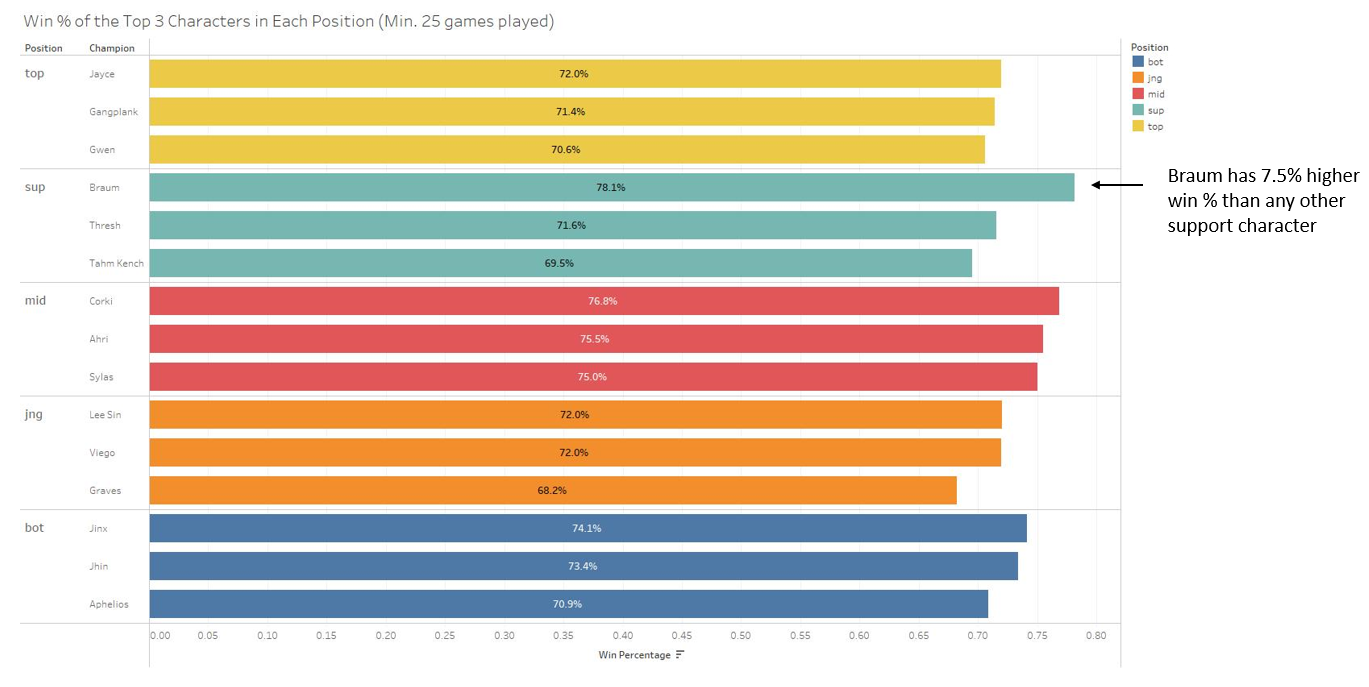 Win % of the Top 3 Characters in Each Position (Min. 25 games played)
Position Champion
top Jayce 72.0%
Gangplank 71.4%
Gwen 70.6%
sup Braum 78.1%
Thresh 71.6%
Tahm Kench 69.5%
mid Corki 76.8%
Ahri 75.5%
Sylas 75.0%
jng Lee Sin 72.0%
Viego 72.0%
Graves 68.2%
bot Jinx 74.1%
Jhin 73.4%
Aphelios 70.9%
0.00 0.05 0.10 0.15 0.20 0.25 0.30 0.35 0.40 0.45 0.50 0.55 0.60 0.65 0.70 0.75 0.80
Win Percentage
Position
bot
jng
mid
sup
top
Braum has 7.5% higher
win % than any other
support character